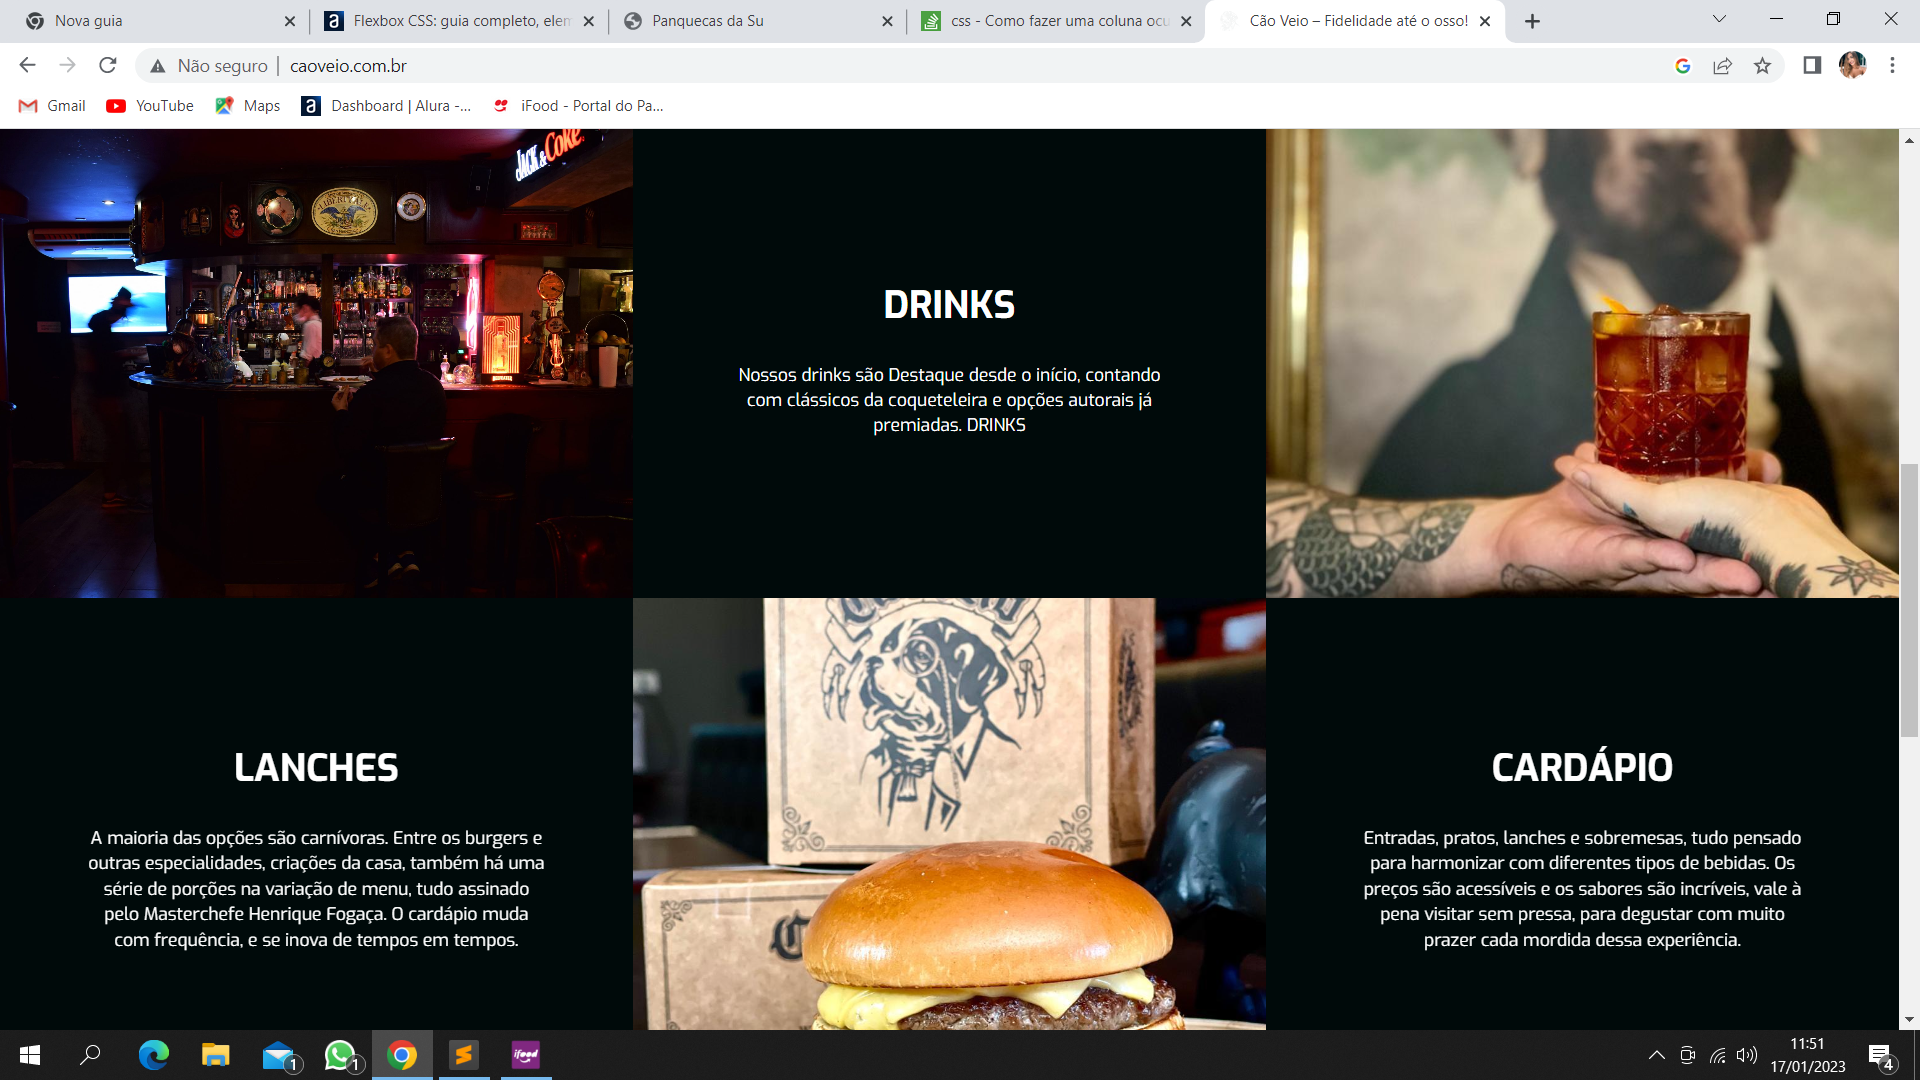 Nova guia
Flexbox CSS: guia completo, elem
Panquecas da Su
css - Como fazer uma coluna ocu
Cão Veio – Fidelidade até o osso!
Não seguro
caoveio.com.br
Gmail
YouTube
Maps
Dashboard | Alura -...
iFood - Portal do Pa...
JACK & Coke
DRINKS
Nossos drinks são Destaque desde o início, contando
com clássicos da coqueteleira e opções autorais já
premiadas. DRINKS
LANCHES
A maioria das opções são carnívoras. Entre os burgers e
outras especialidades, criações da casa, também há uma
série de porções na variação de menu, tudo assinado
pelo Masterchefe Henrique Fogaça. O cardápio muda
com frequência, e se inova de tempos em tempos.
CARDÁPIO
Entradas, pratos, lanches e sobremesas, tudo pensado
para harmonizar com diferentes tipos de bebidas. Os
preços são acessíveis e os sabores são incríveis, vale à
pena visitar sem pressa, para degustar com muito
prazer cada mordida dessa experiência.
1
1
ifood
11:51
17/01/2023
4